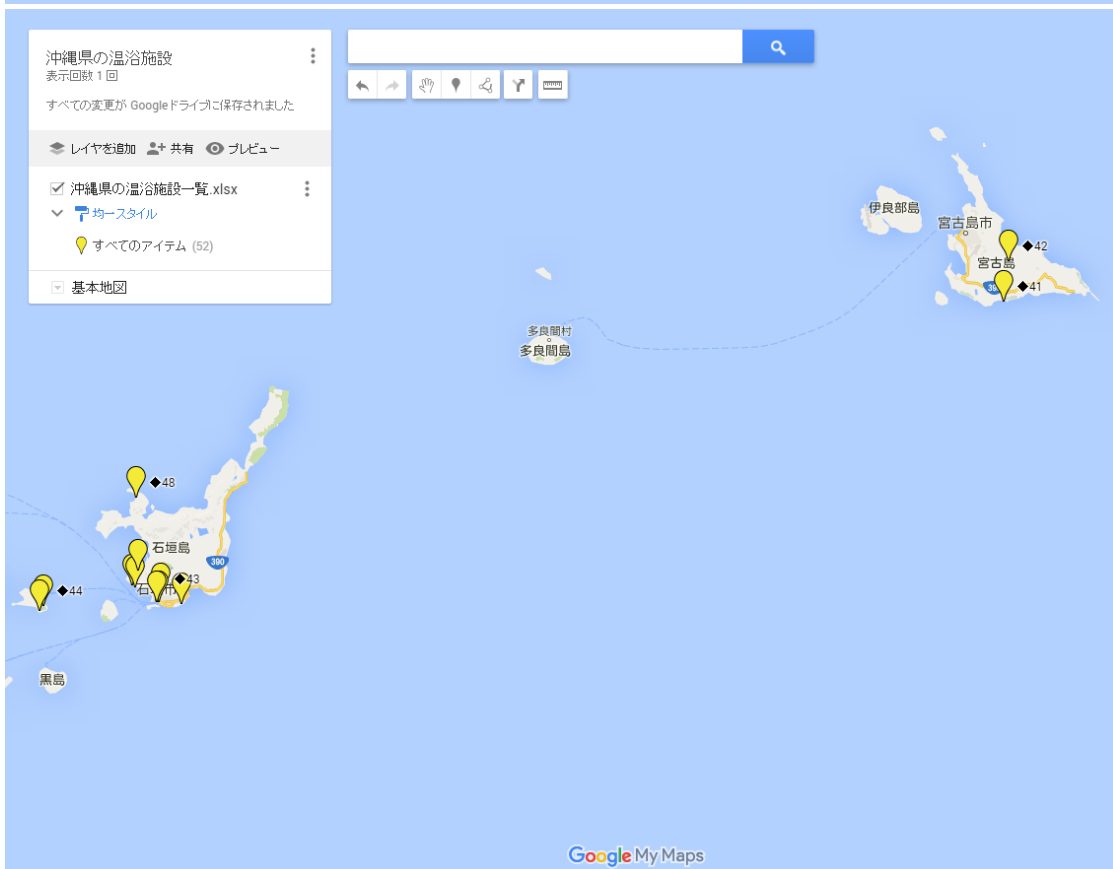 沖縄県の温浴施設
表示回数 1 回
すべての変更が Googleドライブに保存されました
レイヤを追加 共有 プレビュー
沖縄県の温浴施設一覧.xlsx
均一スタイル
すべてのアイテム (52)
基本地図
伊良部島
宮古島市
◆42
宮古島
390
◆41
多良間村
多良間島
◆48
石垣島
390
◆43
石垣市
◆44
黒島
Google My Maps